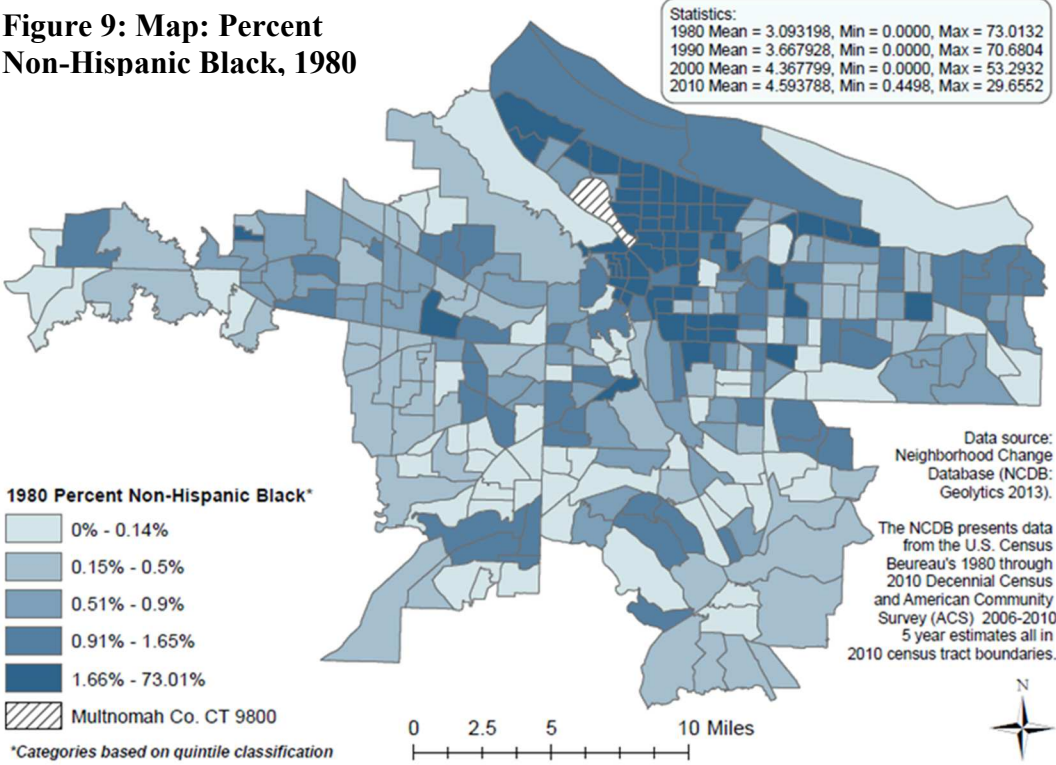 Figure 9: Map: Percent
Non-Hispanic Black, 1980
Statistics:
1980 Mean = 3.093198, Min = 0.0000, Max = 73.0132
1990 Mean = 3.667928, Min = 0.0000, Max = 70.6804
2000 Mean = 4.367799, Min = 0.0000, Max = 53.2932
2010 Mean = 4.593788, Min = 0.4498, Max = 29.6552
Data source:
Neighborhood Change
Database (NCDB:
Geolytics 2013).
The NCDB presents data
from the U.S. Census
Beureau's 1980 through
2010 Decennial Census
and American Community
Survey (ACS) 2006-2010
5 year estimates all in
2010 census tract boundaries.
1980 Percent Non-Hispanic Black*
0% - 0.14%
0.15% - 0.5%
0.51% - 0.9%
0.91% - 1.65%
1.66% - 73.01%
Multnomah Co. CT 9800
*Categories based on quintile classification
0 2.5 5 10 Miles
N